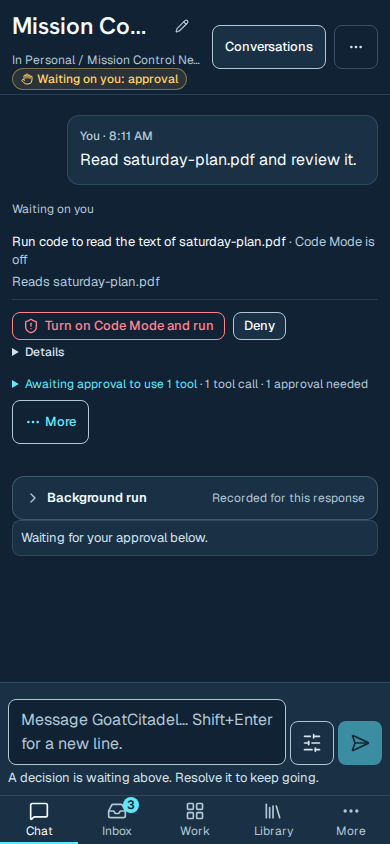 Mission Co...
In Personal / Mission Control Ne...
Waiting on you: approval
Conversations
You · 8:11 AM
Read saturday-plan.pdf and review it.
Waiting on you
Run code to read the text of saturday-plan.pdf · Code Mode is
off
Reads saturday-plan.pdf
Turn on Code Mode and run
Deny
Details
Awaiting approval to use 1 tool · 1 tool call · 1 approval needed
More
Background run
Recorded for this response
Waiting for your approval below.
Message GoatCitadel... Shift+Enter
for a new line.
A decision is waiting above. Resolve it to keep going.
3
Chat
Inbox
Work
Library
More